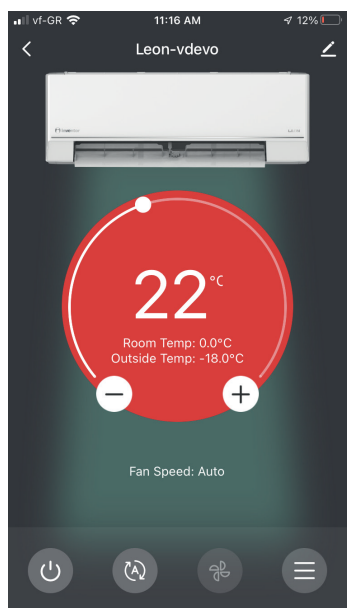 vf-GR
11:16 AM
12%
Leon-vdevo
22°C
Room Temp: 0.0°C
Outside Temp: -18.0°C
Fan Speed: Auto
A